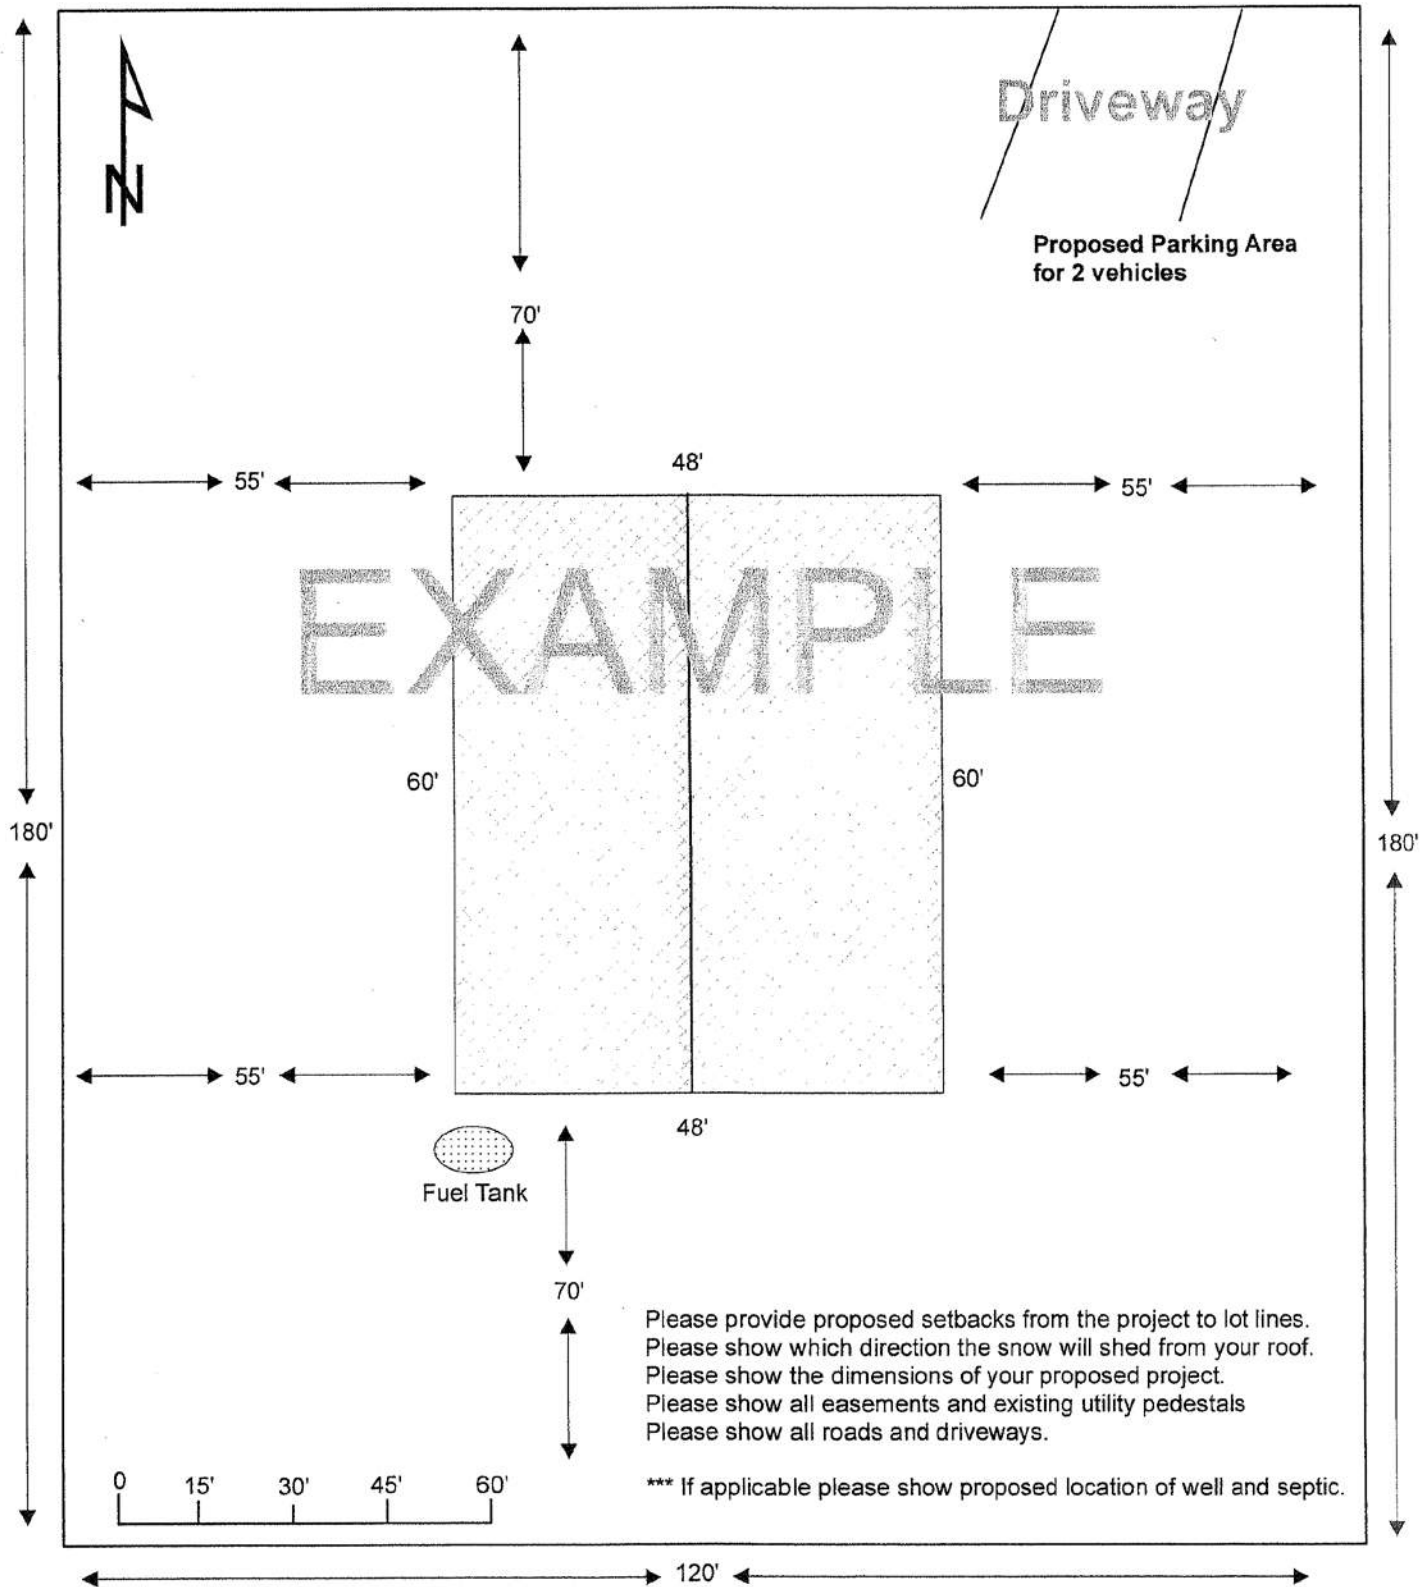 Driveway
N
Proposed Parking Area
for 2 vehicles
70'
48'
55'
55'
EXAMPLE
60'
60'
180'
180'
55'
55'
48'
Fuel Tank
70'
Please provide proposed setbacks from the project to lot lines.
Please show which direction the snow will shed from your roof.
Please show the dimensions of your proposed project.
Please show all easements and existing utility pedestals
Please show all roads and driveways.
*** If applicable please show proposed location of well and septic.
0 15' 30' 45' 60'
120'